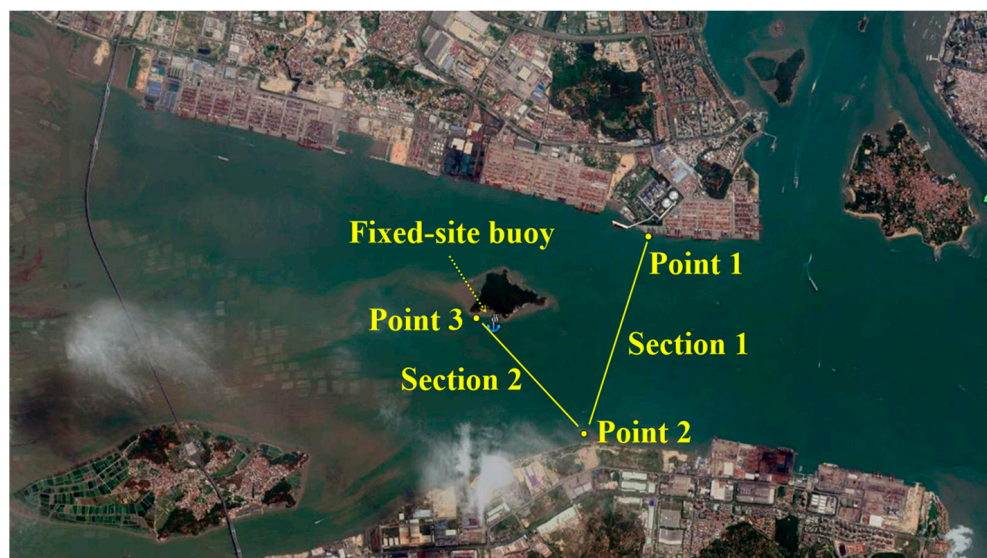 Fixed-site buoy
Point 1
Point 3
Section 1
Section 2
Point 2